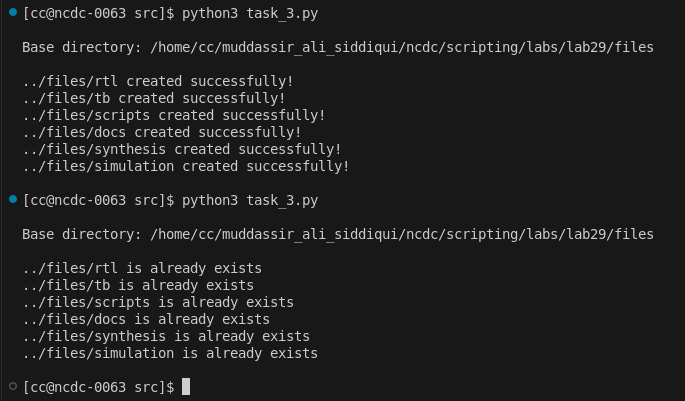 [cc@ncdc-0063 src]$ python3 task_3.py
Base directory: /home/cc/muddassir_ali_siddiqui/ncdc/scripting/labs/lab29/files
../files/rtl created successfully!
../files/tb created successfully!
../files/scripts created successfully!
../files/docs created successfully!
../files/synthesis created successfully!
../files/simulation created successfully!
[cc@ncdc-0063 src]$ python3 task_3.py
Base directory: /home/cc/muddassir_ali_siddiqui/ncdc/scripting/labs/lab29/files
../files/rtl is already exists
../files/tb is already exists
../files/scripts is already exists
../files/docs is already exists
../files/synthesis is already exists
../files/simulation is already exists
[cc@ncdc-0063 src]$